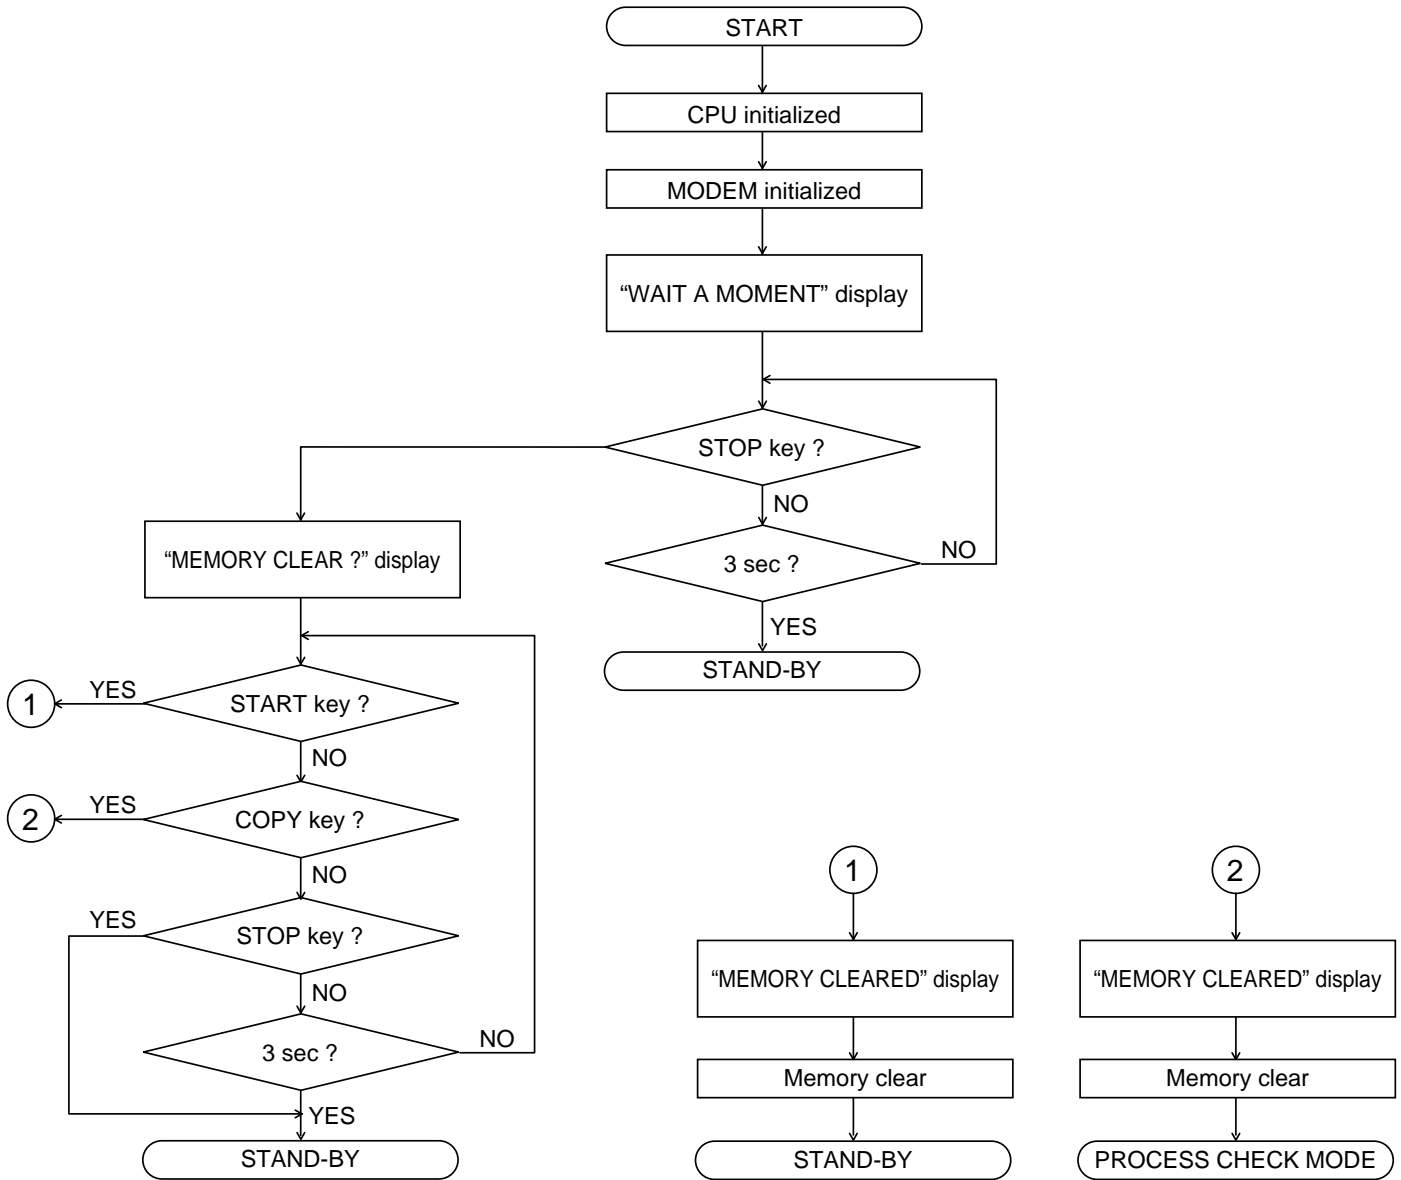 START
CPU initialized
MODEM initialized
“WAIT A MOMENT” display
STOP key ?
NO
3 sec ?
NO
YES
STAND-BY
“MEMORY CLEAR ?” display
START key ?
YES
1
NO
COPY key ?
YES
2
NO
STOP key ?
YES
NO
3 sec ?
NO
YES
STAND-BY
1
“MEMORY CLEARED” display
Memory clear
STAND-BY
2
“MEMORY CLEARED” display
Memory clear
PROCESS CHECK MODE